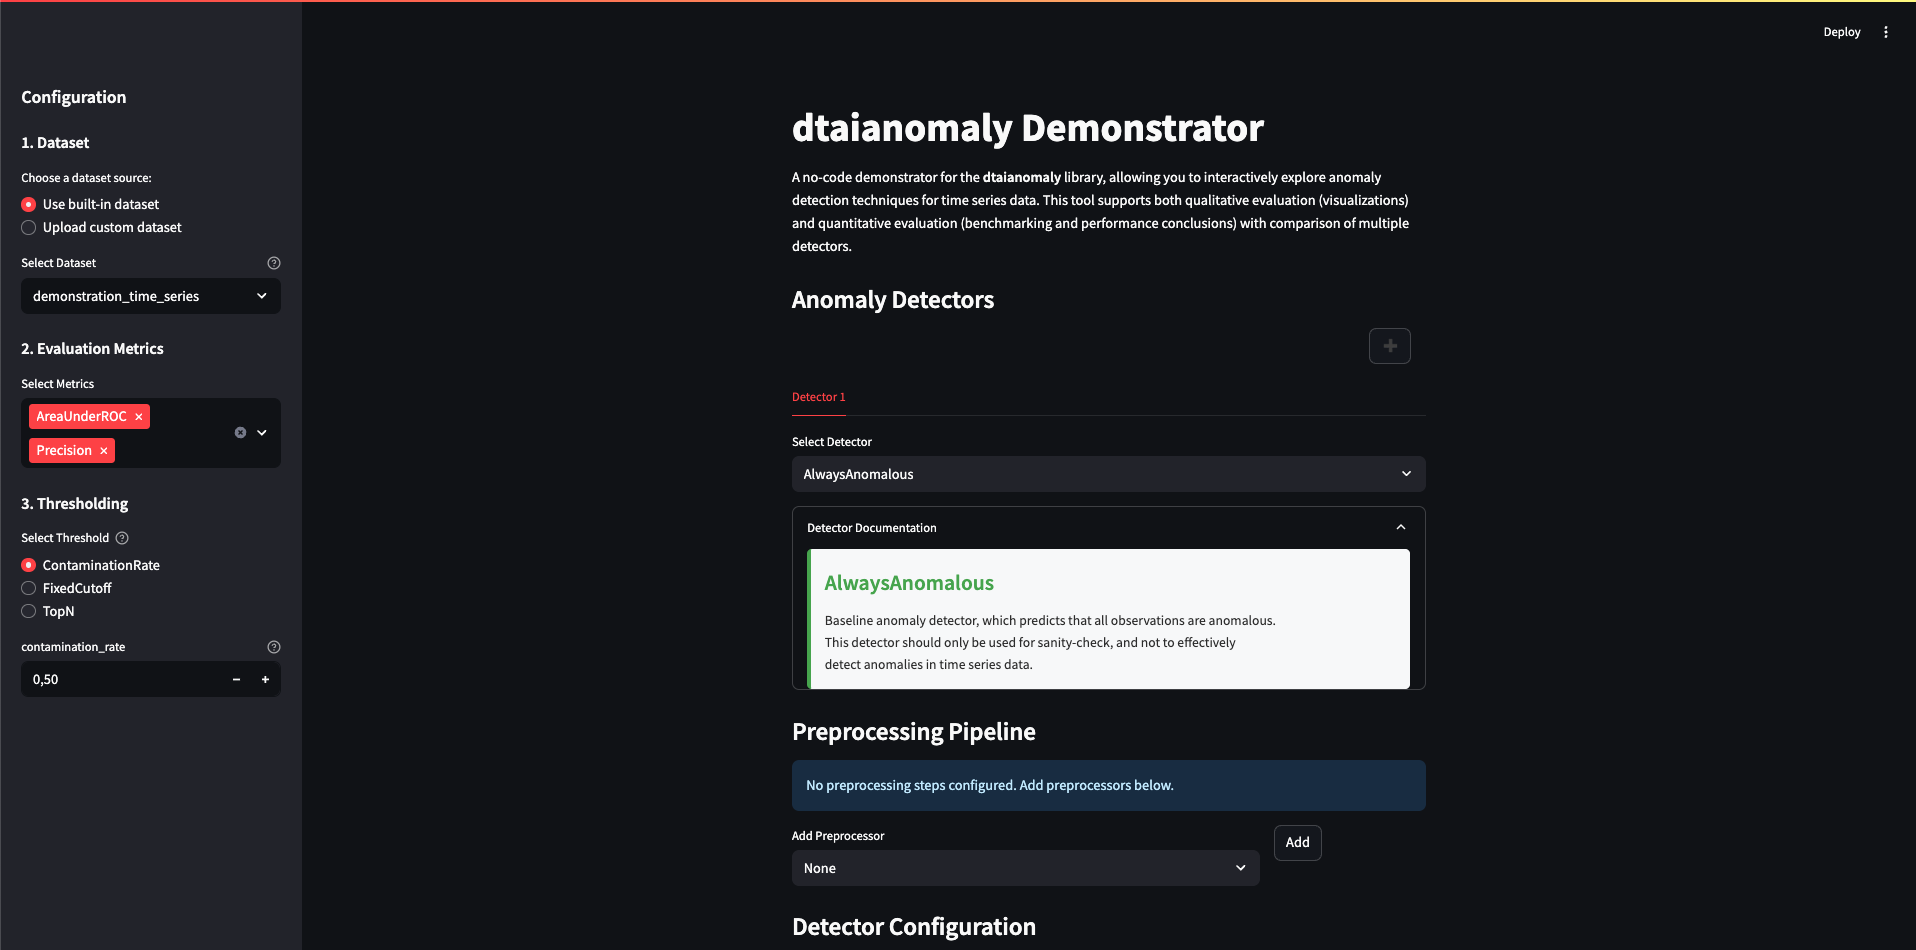 Deploy
Configuration
1. Dataset
Choose a dataset source:
Use built-in dataset
Upload custom dataset
Select Dataset
demonstration_time_series
2. Evaluation Metrics
Select Metrics
AreaUnderROC
Precision
3. Thresholding
Select Threshold
ContaminationRate
FixedCutoff
TopN
contamination_rate
0,50
dtaianomaly Demonstrator
A no-code demonstrator for the dtaianomaly library, allowing you to interactively explore anomaly
detection techniques for time series data. This tool supports both qualitative evaluation (visualizations)
and quantitative evaluation (benchmarking and performance conclusions) with comparison of multiple
detectors.
Anomaly Detectors
Detector 1
Select Detector
AlwaysAnomalous
Detector Documentation
AlwaysAnomalous
Baseline anomaly detector, which predicts that all observations are anomalous.
This detector should only be used for sanity-check, and not to effectively
detect anomalies in time series data.
Preprocessing Pipeline
No preprocessing steps configured. Add preprocessors below.
Add Preprocessor
None
Add
Detector Configuration